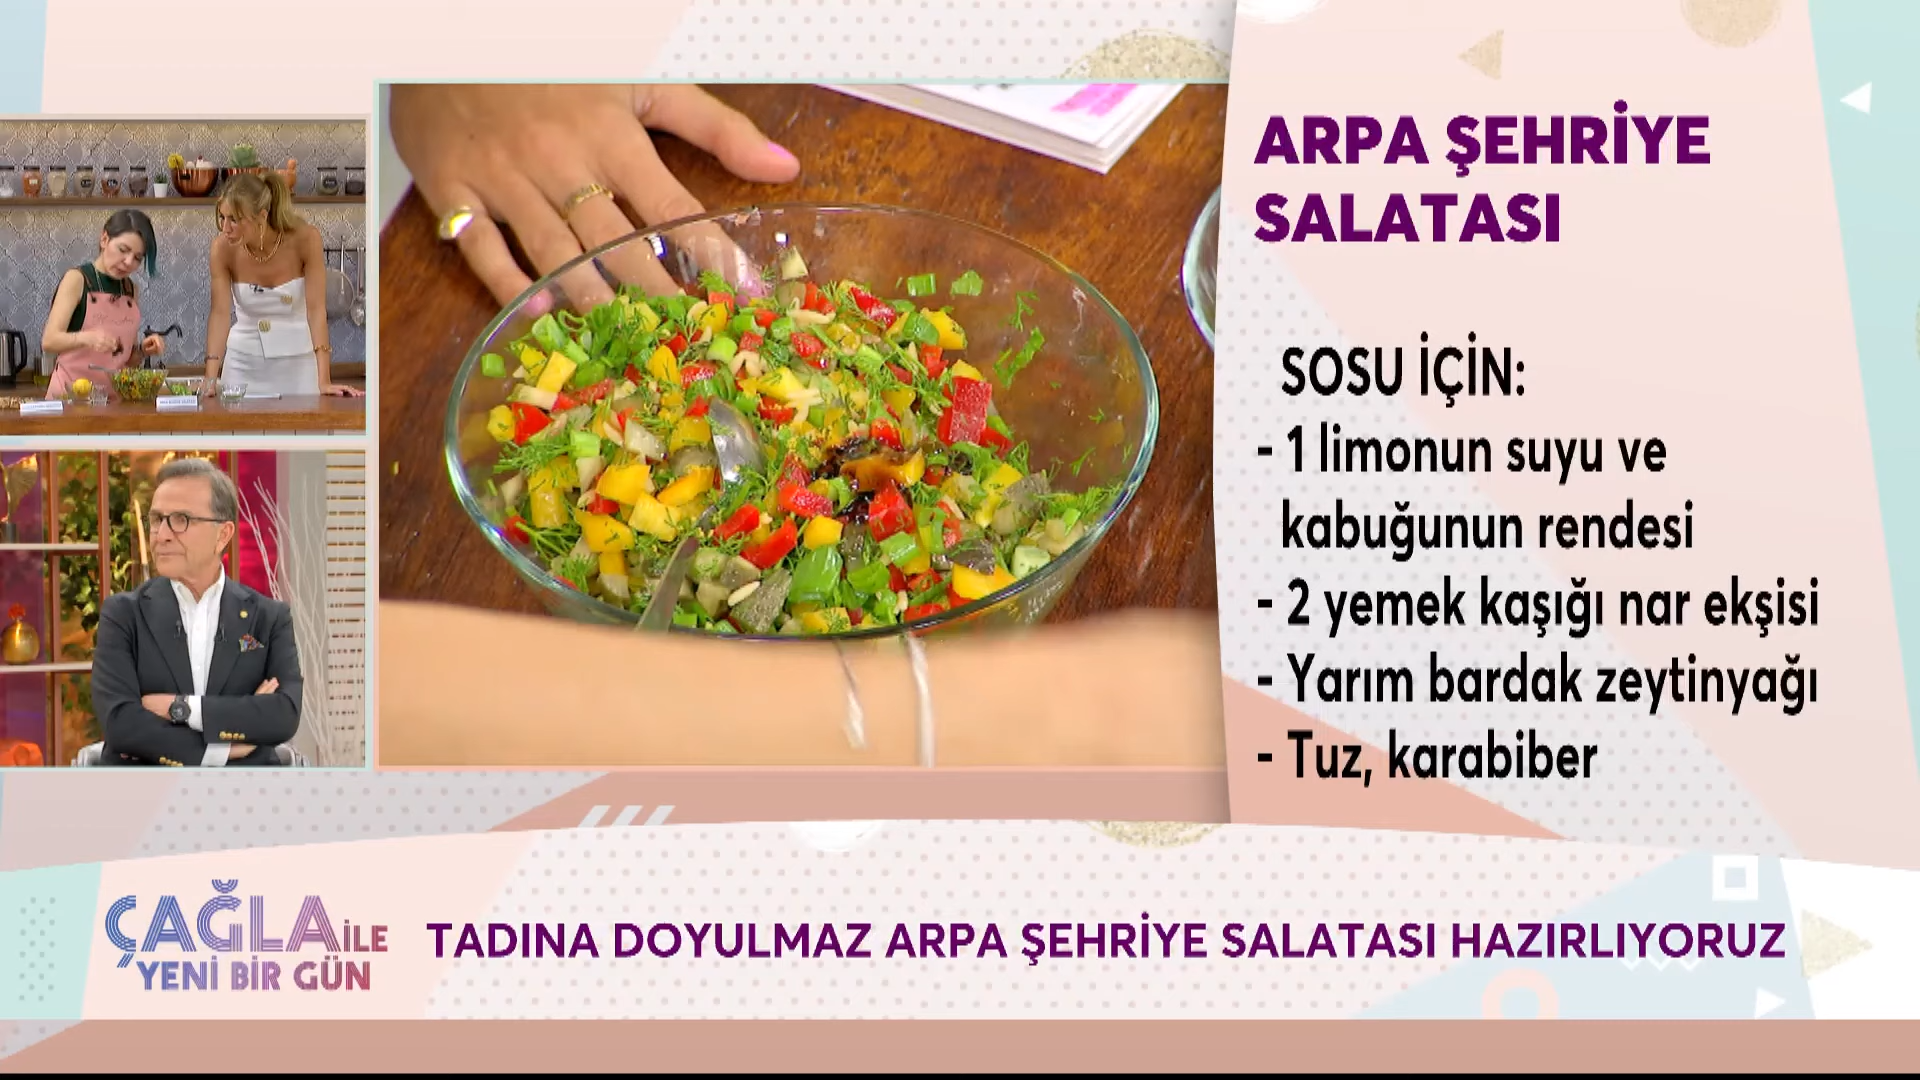 ARPA ŞEHRİYE
SALATASI
SOSU İÇİN:
- 1 limonun suyu ve
kabuğunun rendesi
- 2 yemek kaşığı nar ekşisi
- Yarım bardak zeytinyağı
- Tuz, karabiber
ÇAĞLA İLE
YENİ BİR GÜN
TADINA DOYULMAZ ARPA ŞEHRİYE SALATASI HAZIRLIYORUZ